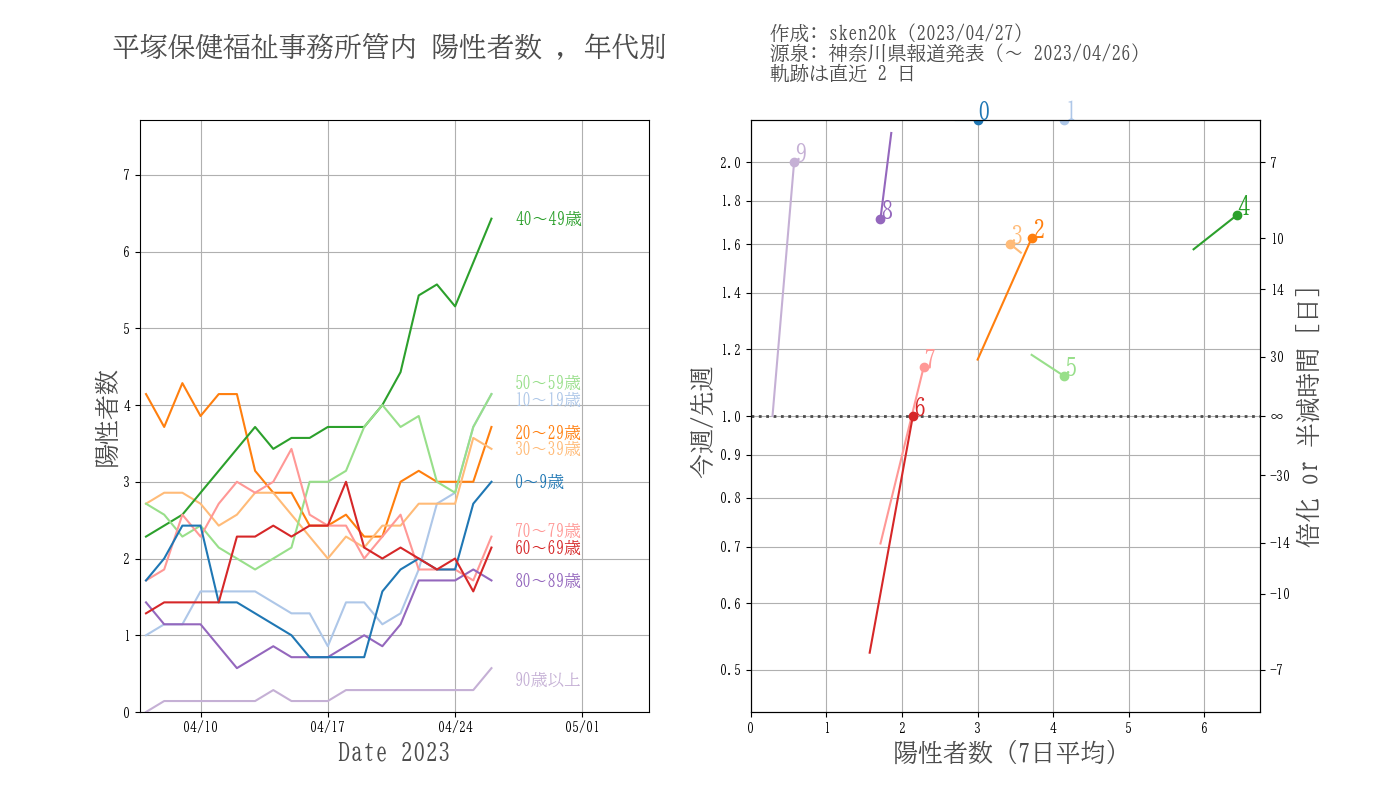 平塚保健福祉事務所管内 陽性者数 , 年代別
作成: sken20k (2023/04/27)
源泉: 神奈川県報道発表 (～ 2023/04/26)
軌跡は直近 2 日
陽性者数
7
6
5
4
3
2
1
0
04/10
04/17
04/24
05/01
Date 2023
40～49歳
50～59歳
10～19歳
20～29歳
30～39歳
0～9歳
70～79歳
60～69歳
80～89歳
90歳以上
今週/先週
2.0
1.8
1.6
1.4
1.2
1.0
0.9
0.8
0.7
0.6
0.5
0
1
9
8
3
2
4
7
5
6
0
1
2
3
4
5
6
陽性者数 (7日平均)
7
10
14
30
∞
-30
-14
-10
-7
倍化 or 半減時間 [日]